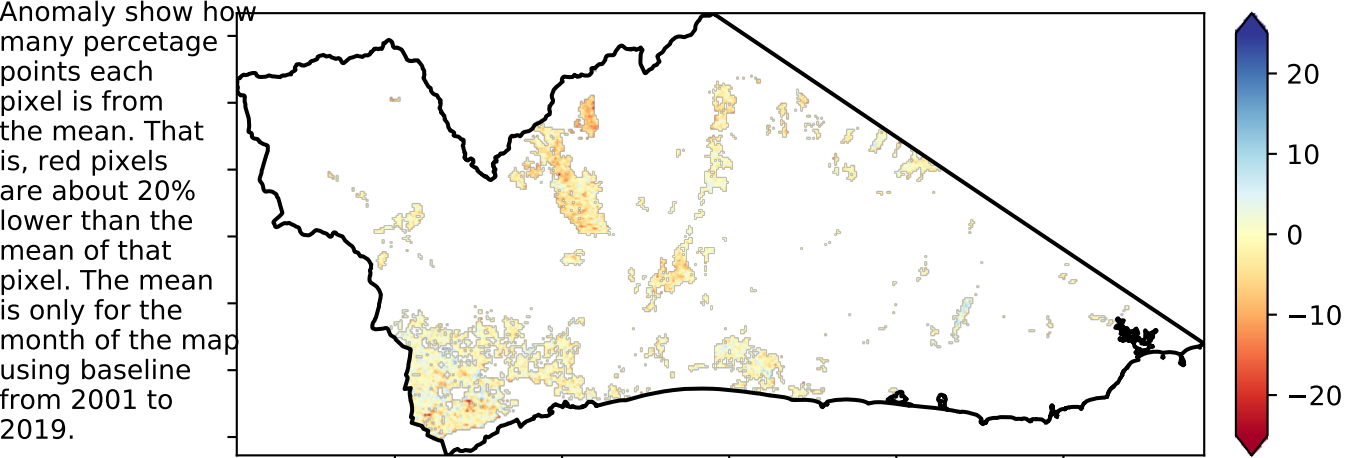 Anomaly show how
many percetage
points each
pixel is from
the mean. That
is, red pixels
are about 20%
lower than the
mean of that
pixel. The mean
is only for the
month of the map
using baseline
from 2001 to
2019.
20
10
0
−10
−20